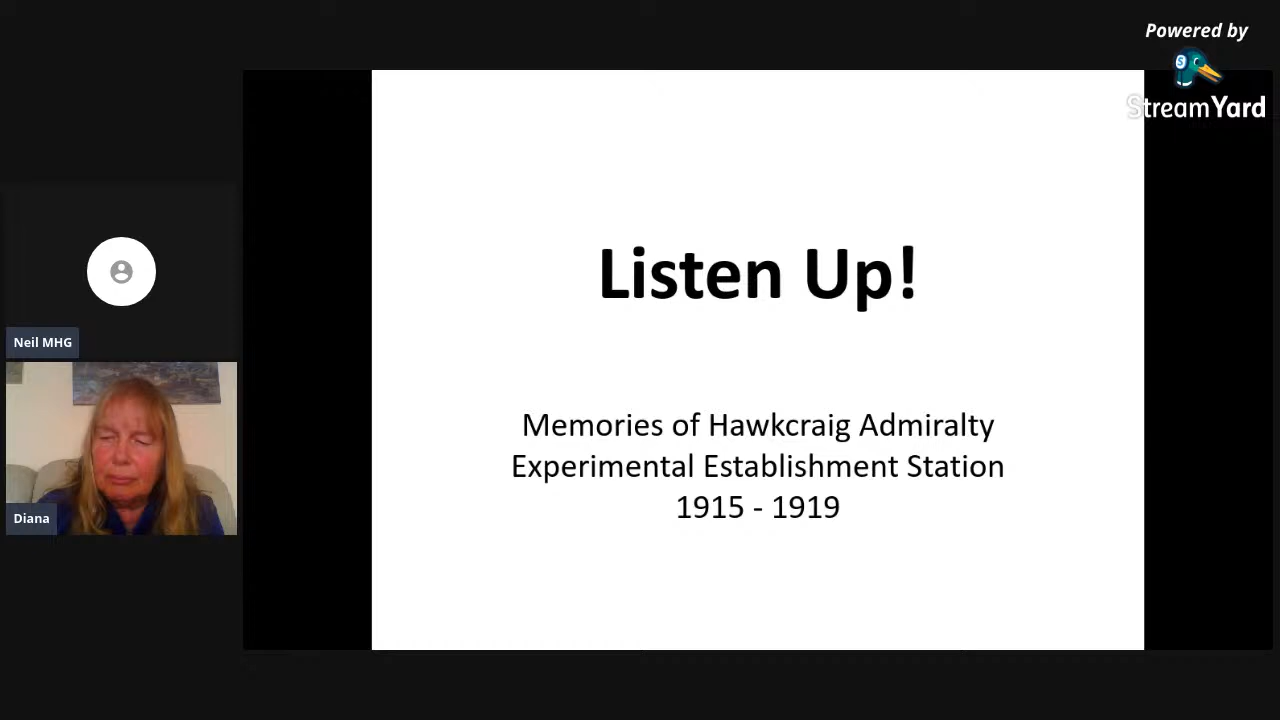 Powered by
StreamYard
Listen Up!
Memories of Hawkcraig Admiralty
Experimental Establishment Station
1915 - 1919
Neil MHG
Diana